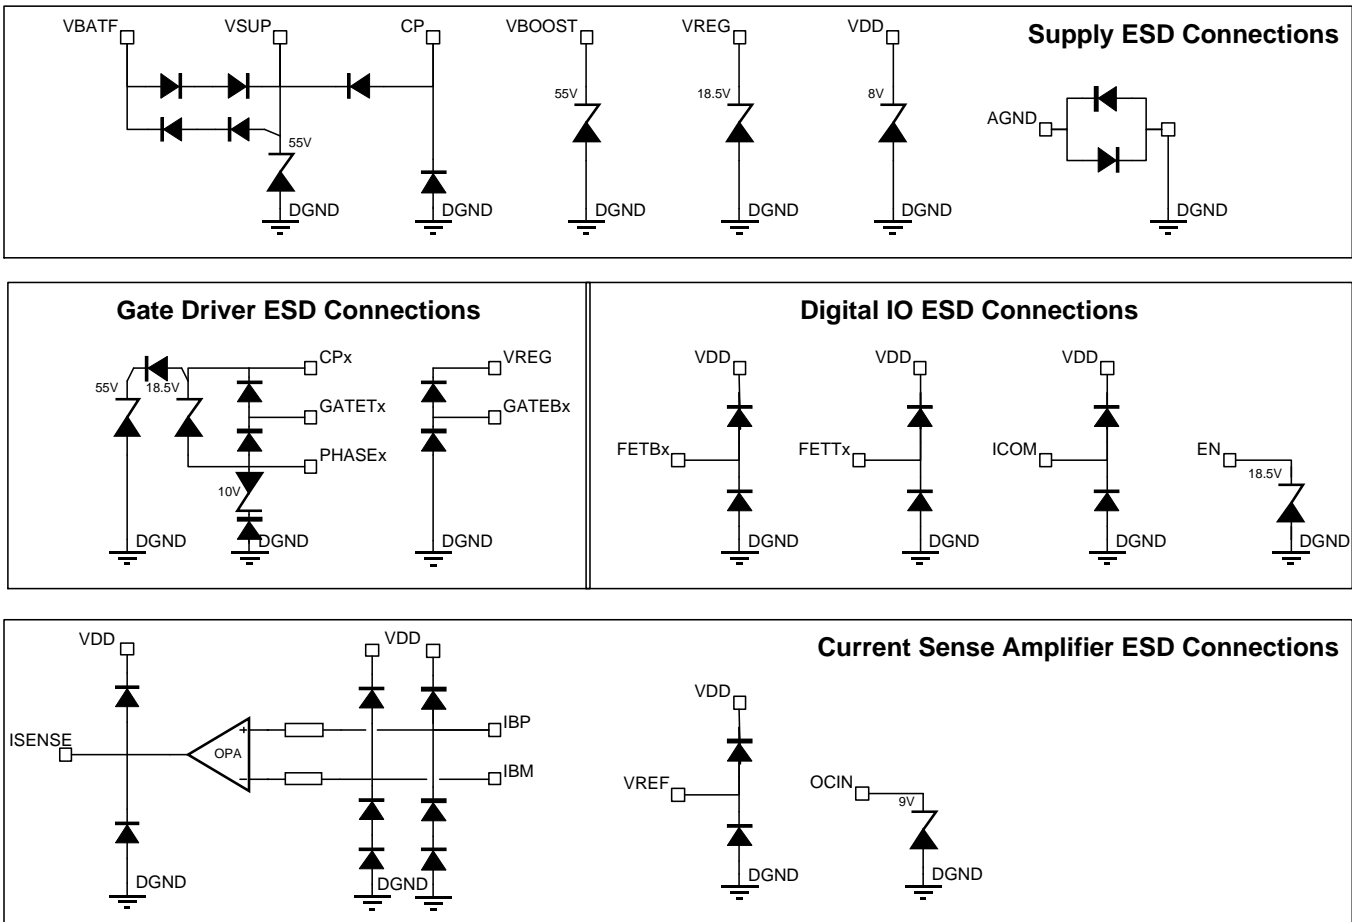 VBATF VSUP CP VBOOST VREG VDD
Supply ESD Connections
55V 18.5V 8V
AGND
55V
DGND DGND DGND DGND DGND DGND
Gate Driver ESD Connections
CPx VREG
55V 18.5V
GATETx GATEBx
PHASEx
10V
DGND DGND DGND
Digital IO ESD Connections
VDD VDD VDD
FETBx FETTx ICOM EN
18.5V
DGND DGND DGND DGND
Current Sense Amplifier ESD Connections
VDD VDD
IBP
ISENSE + OPA
− IBM
DGND DGND
VDD
VREF OCIN
9V
DGND DGND